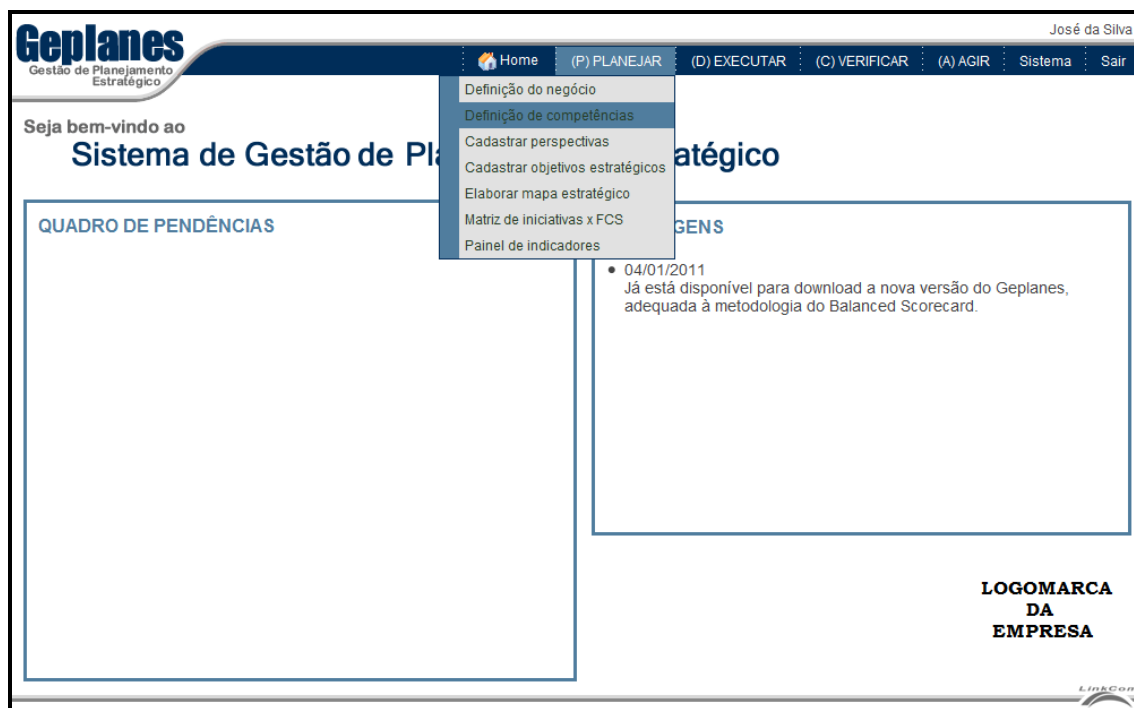 José da Silva
Geplanes
Gestão de Planejamento
Estratégico
Home (P) PLANEJAR (D) EXECUTAR (C) VERIFICAR (A) AGIR Sistema Sair
Definição do negócio
Definição de competências
Cadastrar perspectivas
Cadastrar objetivos estratégicos
Elaborar mapa estratégico
Matriz de iniciativas x FCS
Painel de indicadores
Seja bem-vindo ao
Sistema de Gestão de Pla atégico
QUADRO DE PENDÊNCIAS
GENS
04/01/2011
Já está disponível para download a nova versão do Geplanes,
adequada à metodologia do Balanced Scorecard.
LOGOMARCA
DA
EMPRESA
LinkCom